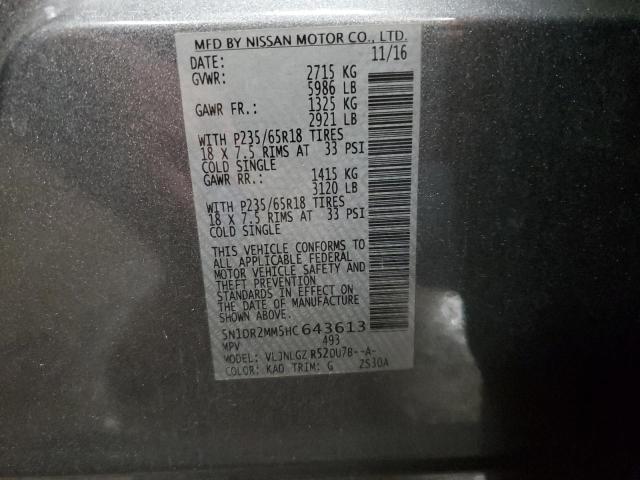 MFD BY NISSAN MOTOR CO., LTD.
DATE: 11/16
GVWR: 2715 KG
5986 LB
GAWR FR.: 1325 KG
2921 LB
WITH P235/65R18 TIRES
18 X 7.5 RIMS AT 33 PSI
COLD SINGLE
GAWR RR.: 1415 KG
3120 LB
WITH P235/65R18 TIRES
18 X 7.5 RIMS AT 33 PSI
COLD SINGLE
THIS VEHICLE CONFORMS TO
ALL APPLICABLE FEDERAL
MOTOR VEHICLE SAFETY AND
THEFT PREVENTION
STANDARDS IN EFFECT ON
THE DATE OF MANUFACTURE
SHOWN ABOVE.
5N1DR2MM5HC643613
MPV 493
MODEL: VLJNLGZ R52OU7B--A-
COLOR: KAD TRIM: G 2S30A